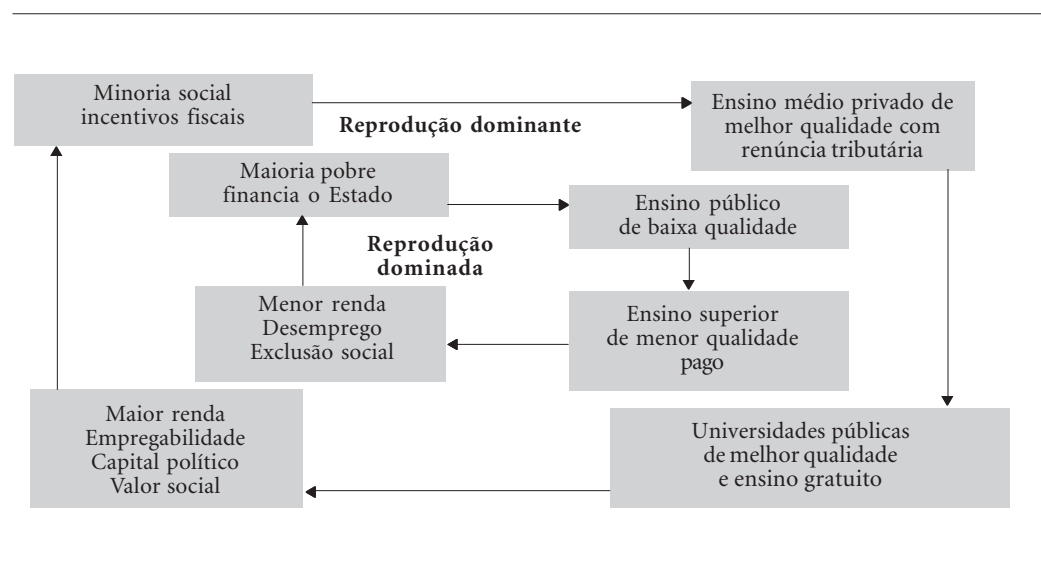 Minoria social
incentivos fiscais
Reprodução dominante
Ensino médio privado de
melhor qualidade com
renúncia tributária
Maioria pobre
financia o Estado
Ensino público
de baixa qualidade
Reprodução
dominada
Menor renda
Desemprego
Exclusão social
Ensino superior
de menor qualidade
pago
Maior renda
Empregabilidade
Capital político
Valor social
Universidades públicas
de melhor qualidade
e ensino gratuito